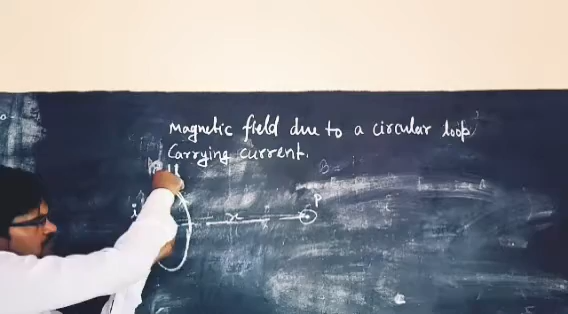 Magnetic field due to a circular loop
Carrying current.
B =
i
x
P